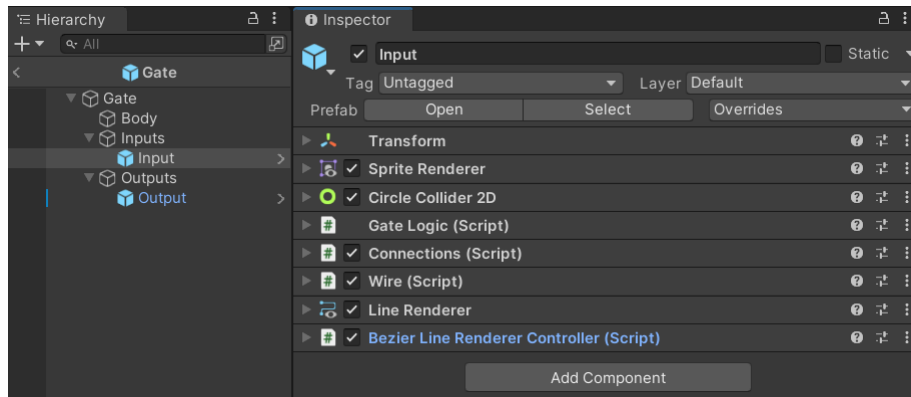 Hierarchy
All
Gate
Gate
Body
Inputs
Input
Outputs
Output
Inspector
Input
Static
Tag Untagged Layer Default
Prefab Open Select Overrides
Transform
Sprite Renderer
Circle Collider 2D
Gate Logic (Script)
Connections (Script)
Wire (Script)
Line Renderer
Bezier Line Renderer Controller (Script)
Add Component